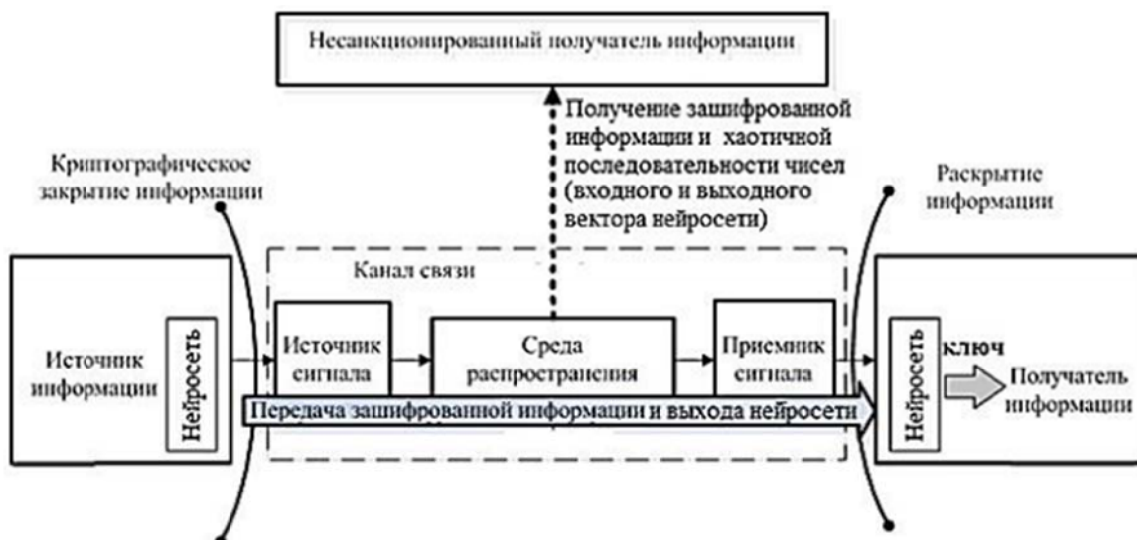 Несанкционированный получатель информации
Получение зашифрованной
информации и хаотичной
последовательности чисел
(входного и выходного
вектора нейросети)
Криптографическое
закрытие информации
Раскрытие
информации
Канал связи
Источник
информации
Нейросеть
Источник
сигнала
Среда
распространения
Приемник
сигнала
Нейросеть
ключ
Получатель
информации
Передача зашифрованной информации и выхода нейросети